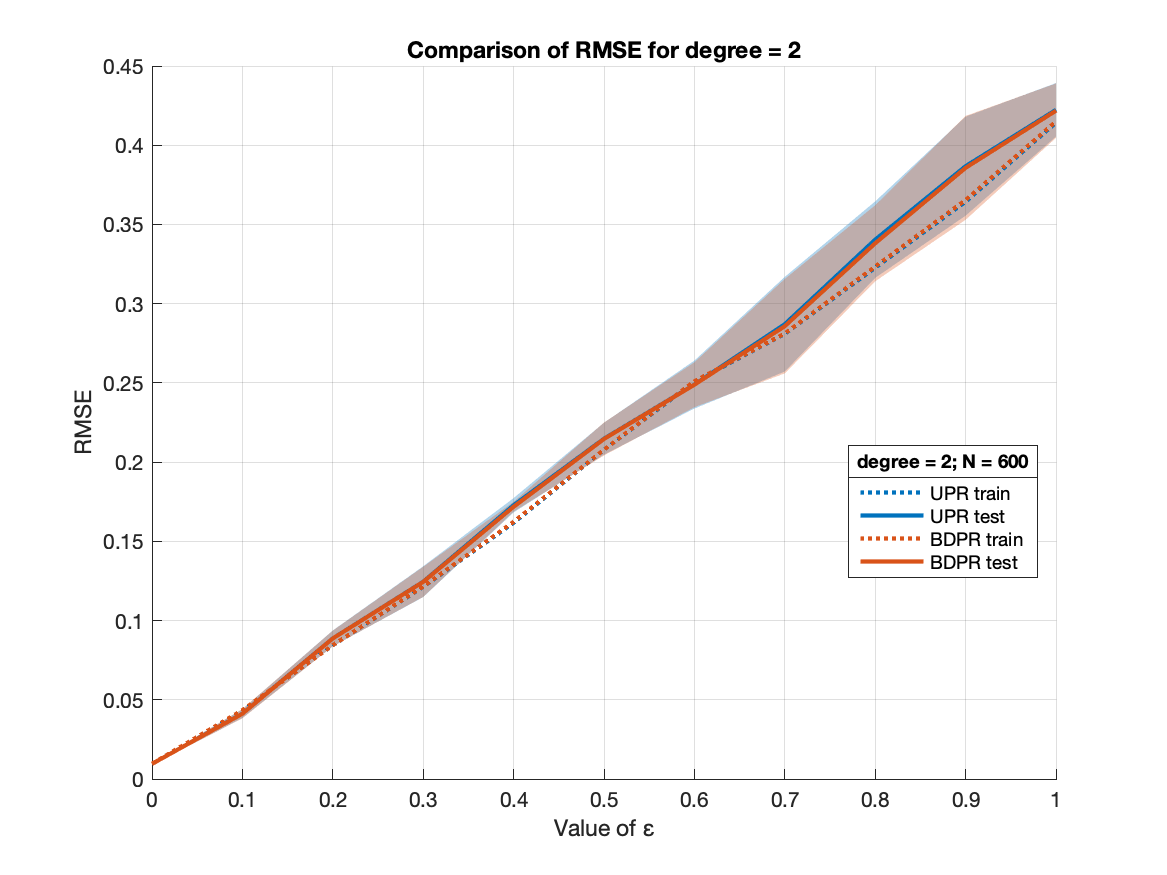 Comparison of RMSE for degree = 2
0.45
0.4
0.35
0.3
0.25
0.2
0.15
0.1
0.05
0
RMSE
degree = 2; N = 600
UPR train
UPR test
BDPR train
BDPR test
0 0.1 0.2 0.3 0.4 0.5 0.6 0.7 0.8 0.9 1
Value of ε